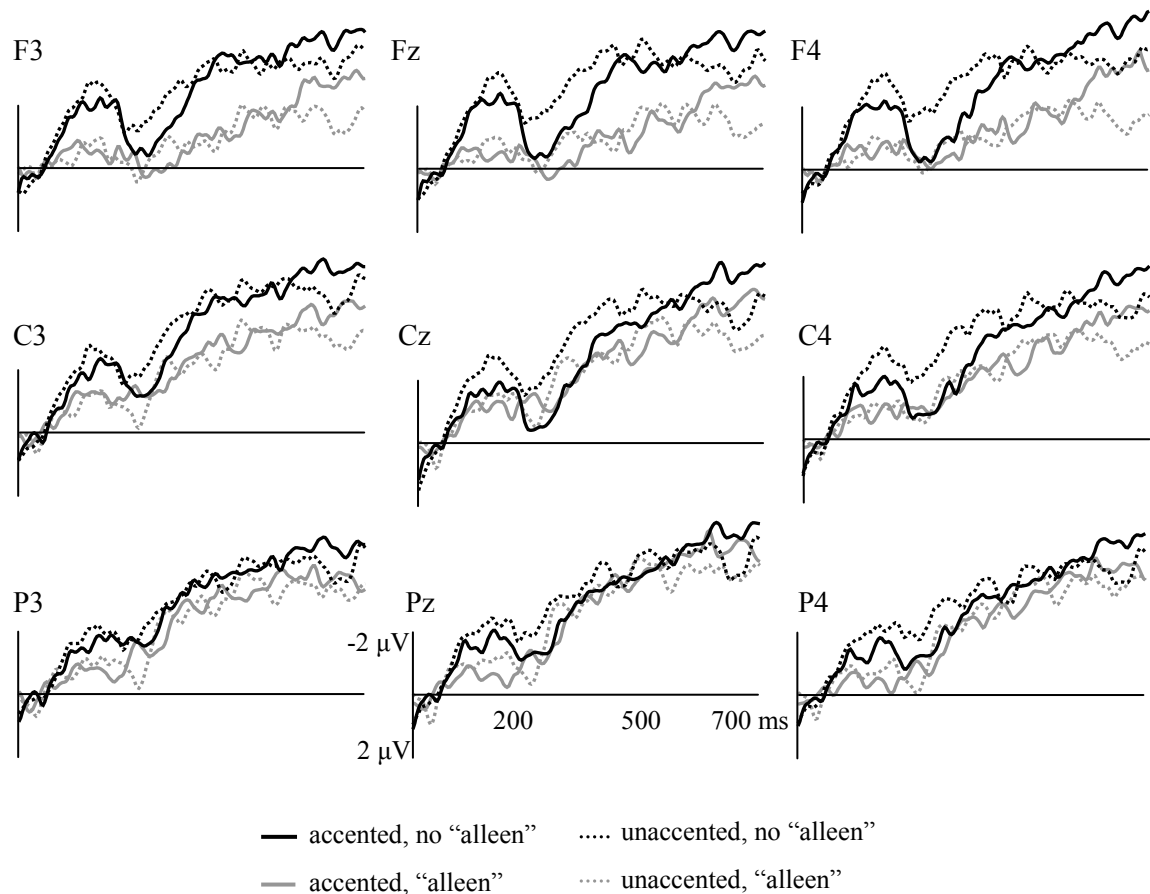 F3 Fz F4
C3 Cz C4
P3 Pz P4
-2 μV
200 500 700 ms
2 μV
accented, no “alleen” unaccented, no “alleen”
accented, “alleen” unaccented, “alleen”